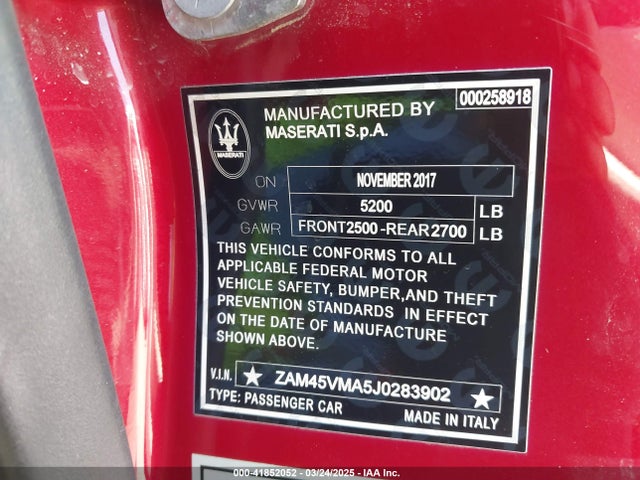 000258918
MANUFACTURED BY
MASERATI S.p.A.
MASERATI
ON NOVEMBER 2017
GVWR 5200 LB
GAWR FRONT2500-REAR2700 LB
THIS VEHICLE CONFORMS TO ALL
APPLICABLE FEDERAL MOTOR
VEHICLE SAFETY, BUMPER,AND THEFT
PREVENTION STANDARDS IN EFFECT
ON THE DATE OF MANUFACTURE
SHOWN ABOVE.
V.I.N. ★ ZAM45VMA5J0283902 ★
TYPE: PASSENGER CAR MADE IN ITALY
000-41852052 - 03/24/2025 - IAA Inc.